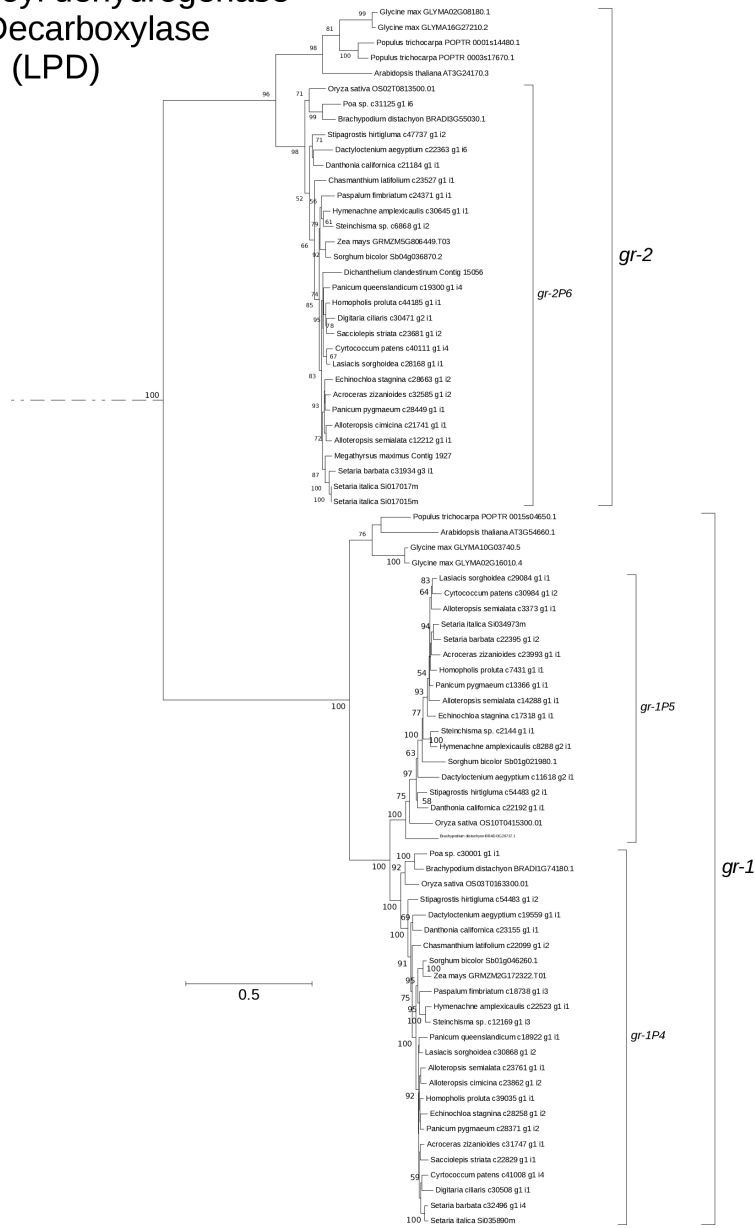 Decarboxylase
(LPD)
99
Glycine max GLYMA02G08180.1
81
Glycine max GLYMA16G27210.2
Populus trichocarpa POPTR 0001s14480.1
98
100
Populus trichocarpa POPTR 0003s17670.1
Arabidopsis thaliana AT3G24170.3
96
71
Oryza sativa OS02T0813500.01
Poa sp. c31125 g1 i6
99
Brachypodium distachyon BRADI3G55030.1
Stipagrostis hirtigluma c47737 g1 i2
71
98
Dactyloctenium aegyptium c22363 g1 i6
Danthonia californica c21184 g1 i1
Chasmanthium latifolium c23527 g1 i1
52
56
Paspalum fimbriatum c24371 g1 i1
Hymenachne amplexicaulis c30645 g1 i1
79
61
Steinchisma sp. c6868 g1 i2
66
Zea mays GRMZM5G806449.T03
92
Sorghum bicolor Sb04g036870.2
gr-2
Dichanthelium clandestinum Contig 15056
74
Panicum queenslandicum c19300 g1 i4
gr-2P6
85
Homopholis proluta c44185 g1 i1
95
Digitaria ciliaris c30471 g2 i1
78
Sacciolepis striata c23681 g1 i2
Cyrtococcum patens c40111 g1 i4
67
Lasiacis sorghoidea c28168 g1 i1
83
Echinochloa stagnina c28663 g1 i2
100
Acroceras zizanioides c32585 g1 i2
93
Panicum pygmaeum c28449 g1 i1
Alloteropsis cimicina c21741 g1 i1
72
Alloteropsis semialata c12212 g1 i1
Megathyrsus maximus Contig 1927
87
Setaria barbata c31934 g3 i1
100
Setaria italica Si017017m
100
Setaria italica Si017015m
Populus trichocarpa POPTR 0015s04650.1
76
Arabidopsis thaliana AT3G54660.1
Glycine max GLYMA10G03740.5
100
Glycine max GLYMA02G16010.4
83
Lasiacis sorghoidea c29084 g1 i1
64
Cyrtococcum patens c30984 g1 i2
Alloteropsis semialata c3373 g1 i1
94
Setaria italica Si034973m
Setaria barbata c22395 g1 i2
Acroceras zizanioides c23993 g1 i1
54
Homopholis proluta c7431 g1 i1
93
Panicum pygmaeum c13366 g1 i1
Alloteropsis semialata c14288 g1 i1
100
gr-1P5
77
Echinochloa stagnina c17318 g1 i1
100
Steinchisma sp. c2144 g1 i1
100
Hymenachne amplexicaulis c8288 g2 i1
63
Sorghum bicolor Sb01g021980.1
97
Dactyloctenium aegyptium c11618 g2 i1
75
Stipagrostis hirtigluma c54483 g2 i1
58
Danthonia californica c22192 g1 i1
100
Oryza sativa OS10T0415300.01
100
Poa sp. c30001 g1 i1
100
92
Brachypodium distachyon BRADI1G74180.1
gr-1
Oryza sativa OS03T0163300.01
100
Stipagrostis hirtigluma c54483 g1 i2
69
Dactyloctenium aegyptium c19559 g1 i1
100
Danthonia californica c23155 g1 i1
Chasmanthium latifolium c22099 g1 i2
91
Sorghum bicolor Sb01g046260.1
100
95
Zea mays GRMZM2G172322.T01
0.5
75
Paspalum fimbriatum c18738 g1 i3
95
Hymenachne amplexicaulis c22523 g1 i1
100
Steinchisma sp. c12169 g1 i3
Panicum queenslandicum c18922 g1 i1
gr-1P4
100
Lasiacis sorghoidea c30868 g1 i2
Alloteropsis semialata c23761 g1 i1
Alloteropsis cimicina c23862 g1 i2
92
Homopholis proluta c39035 g1 i1
Echinochloa stagnina c28258 g1 i2
Panicum pygmaeum c28371 g1 i2
Acroceras zizanioides c31747 g1 i1
Sacciolepis striata c22829 g1 i1
59
Cyrtococcum patens c41008 g1 i4
Digitaria ciliaris c30508 g1 i1
Setaria barbata c32496 g1 i4
100
Setaria italica Si035890m